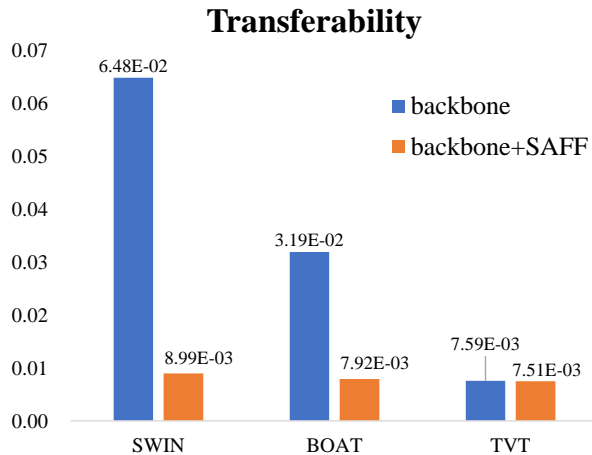 Transferability
0.07
0.06
0.05
0.04
0.03
0.02
0.01
0.00
6.48E-02
8.99E-03
3.19E-02
7.92E-03
7.59E-03
7.51E-03
backbone
backbone+SAFF
SWIN
BOAT
TVT